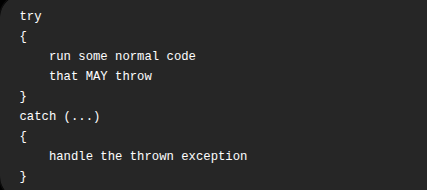 try
{
    run some normal code
    that MAY throw
}
catch (...)
{
    handle the thrown exception
}